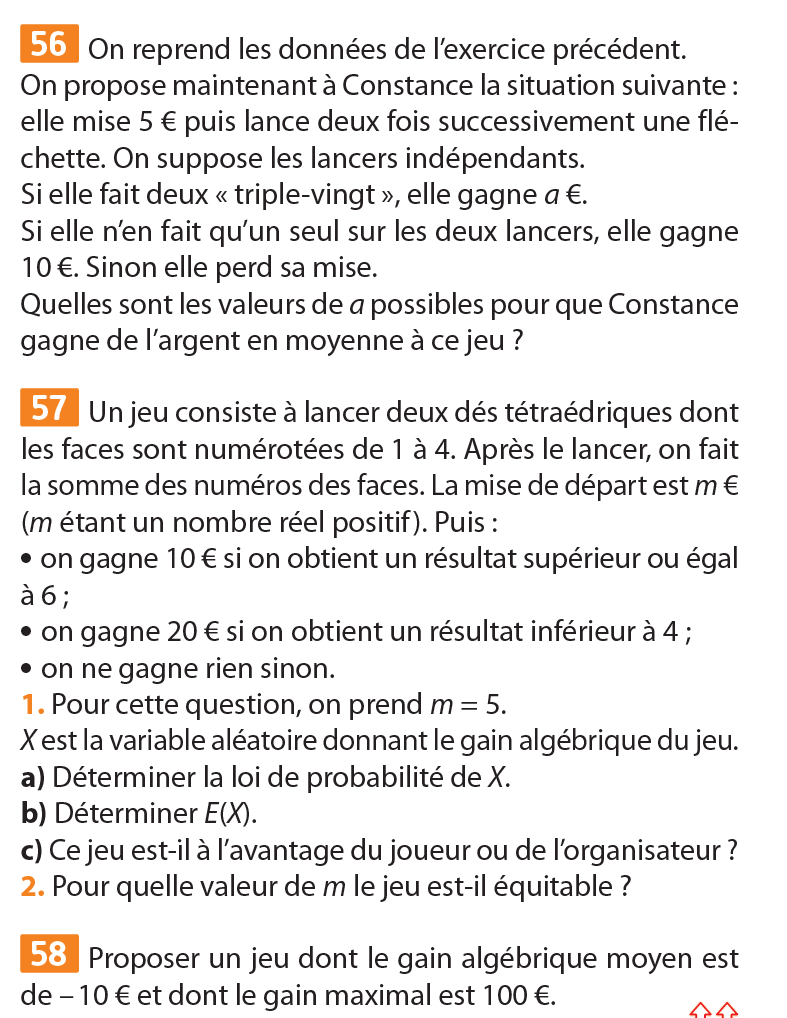 56 On reprend les données de l'exercice précédent.
On propose maintenant à Constance la situation suivante :
elle mise 5 € puis lance deux fois successivement une flé-
chette. On suppose les lancers indépendants.
Si elle fait deux « triple-vingt », elle gagne a €.
Si elle n'en fait qu'un seul sur les deux lancers, elle gagne
10 €. Sinon elle perd sa mise.
Quelles sont les valeurs de a possibles pour que Constance
gagne de l'argent en moyenne à ce jeu ?
57 Un jeu consiste à lancer deux dés tétraédriques dont
les faces sont numérotées de 1 à 4. Après le lancer, on fait
la somme des numéros des faces. La mise de départ est m €
(m étant un nombre réel positif). Puis :
• on gagne 10 € si on obtient un résultat supérieur ou égal
à 6 ;
• on gagne 20 € si on obtient un résultat inférieur à 4 ;
• on ne gagne rien sinon.
1. Pour cette question, on prend m = 5.
X est la variable aléatoire donnant le gain algébrique du jeu.
a) Déterminer la loi de probabilité de X.
b) Déterminer E(X).
c) Ce jeu est-il à l'avantage du joueur ou de l'organisateur ?
2. Pour quelle valeur de m le jeu est-il équitable ?
58 Proposer un jeu dont le gain algébrique moyen est
de – 10 € et dont le gain maximal est 100 €.